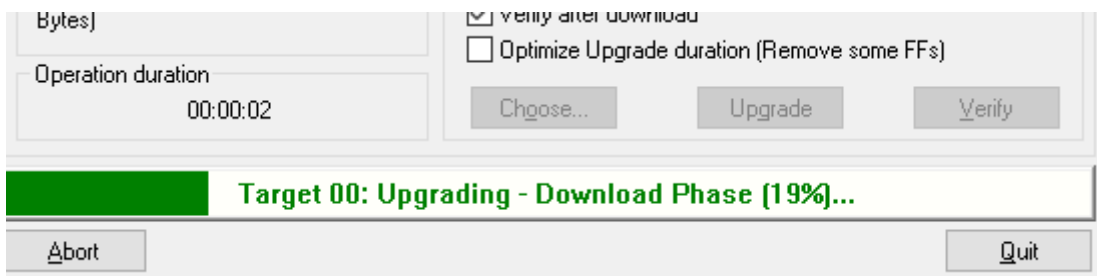 Bytes)
Verify after download
Optimize Upgrade duration (Remove some FFs)
Operation duration
00:00:02
Choose...
Upgrade
Verify
Target 00: Upgrading - Download Phase (19%)...
Abort
Quit